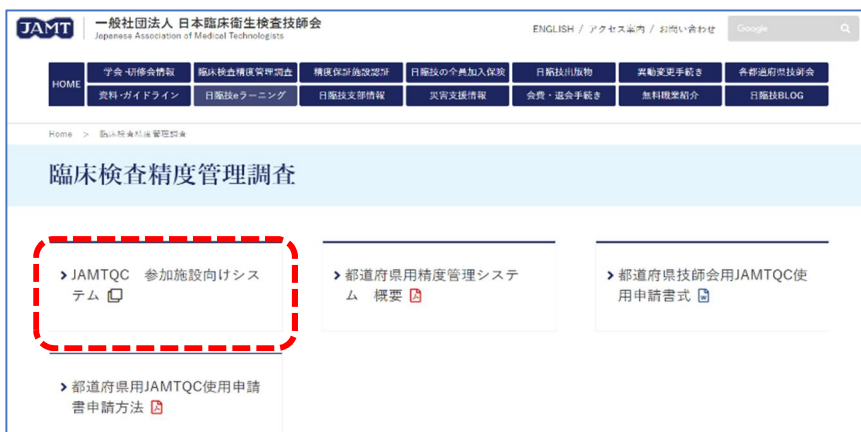 JAMT
一般社団法人 日本臨床衛生検査技師会
Japanese Association of Medical Technologists
ENGLISH / アクセス案内 / お問い合わせ
Google
HOME
学会・研修会情報 臨床検査精度管理調査 精度保証施設認証 日臨技の全員加入保険 日臨技出版物 異動変更手続き 各都道府県技師会
資料・ガイドライン 日臨技eラーニング 日臨技支部情報 災害支援情報 会費・退会手続き 無料職業紹介 日臨技BLOG
Home > 臨床検査精度管理調査
臨床検査精度管理調査
JAMTQC 参加施設向けシス
テム
都道府県用精度管理システ
ム 概要
都道府県技師会用JAMTQC使
用申請書式
都道府県用JAMTQC使用申請
書申請方法